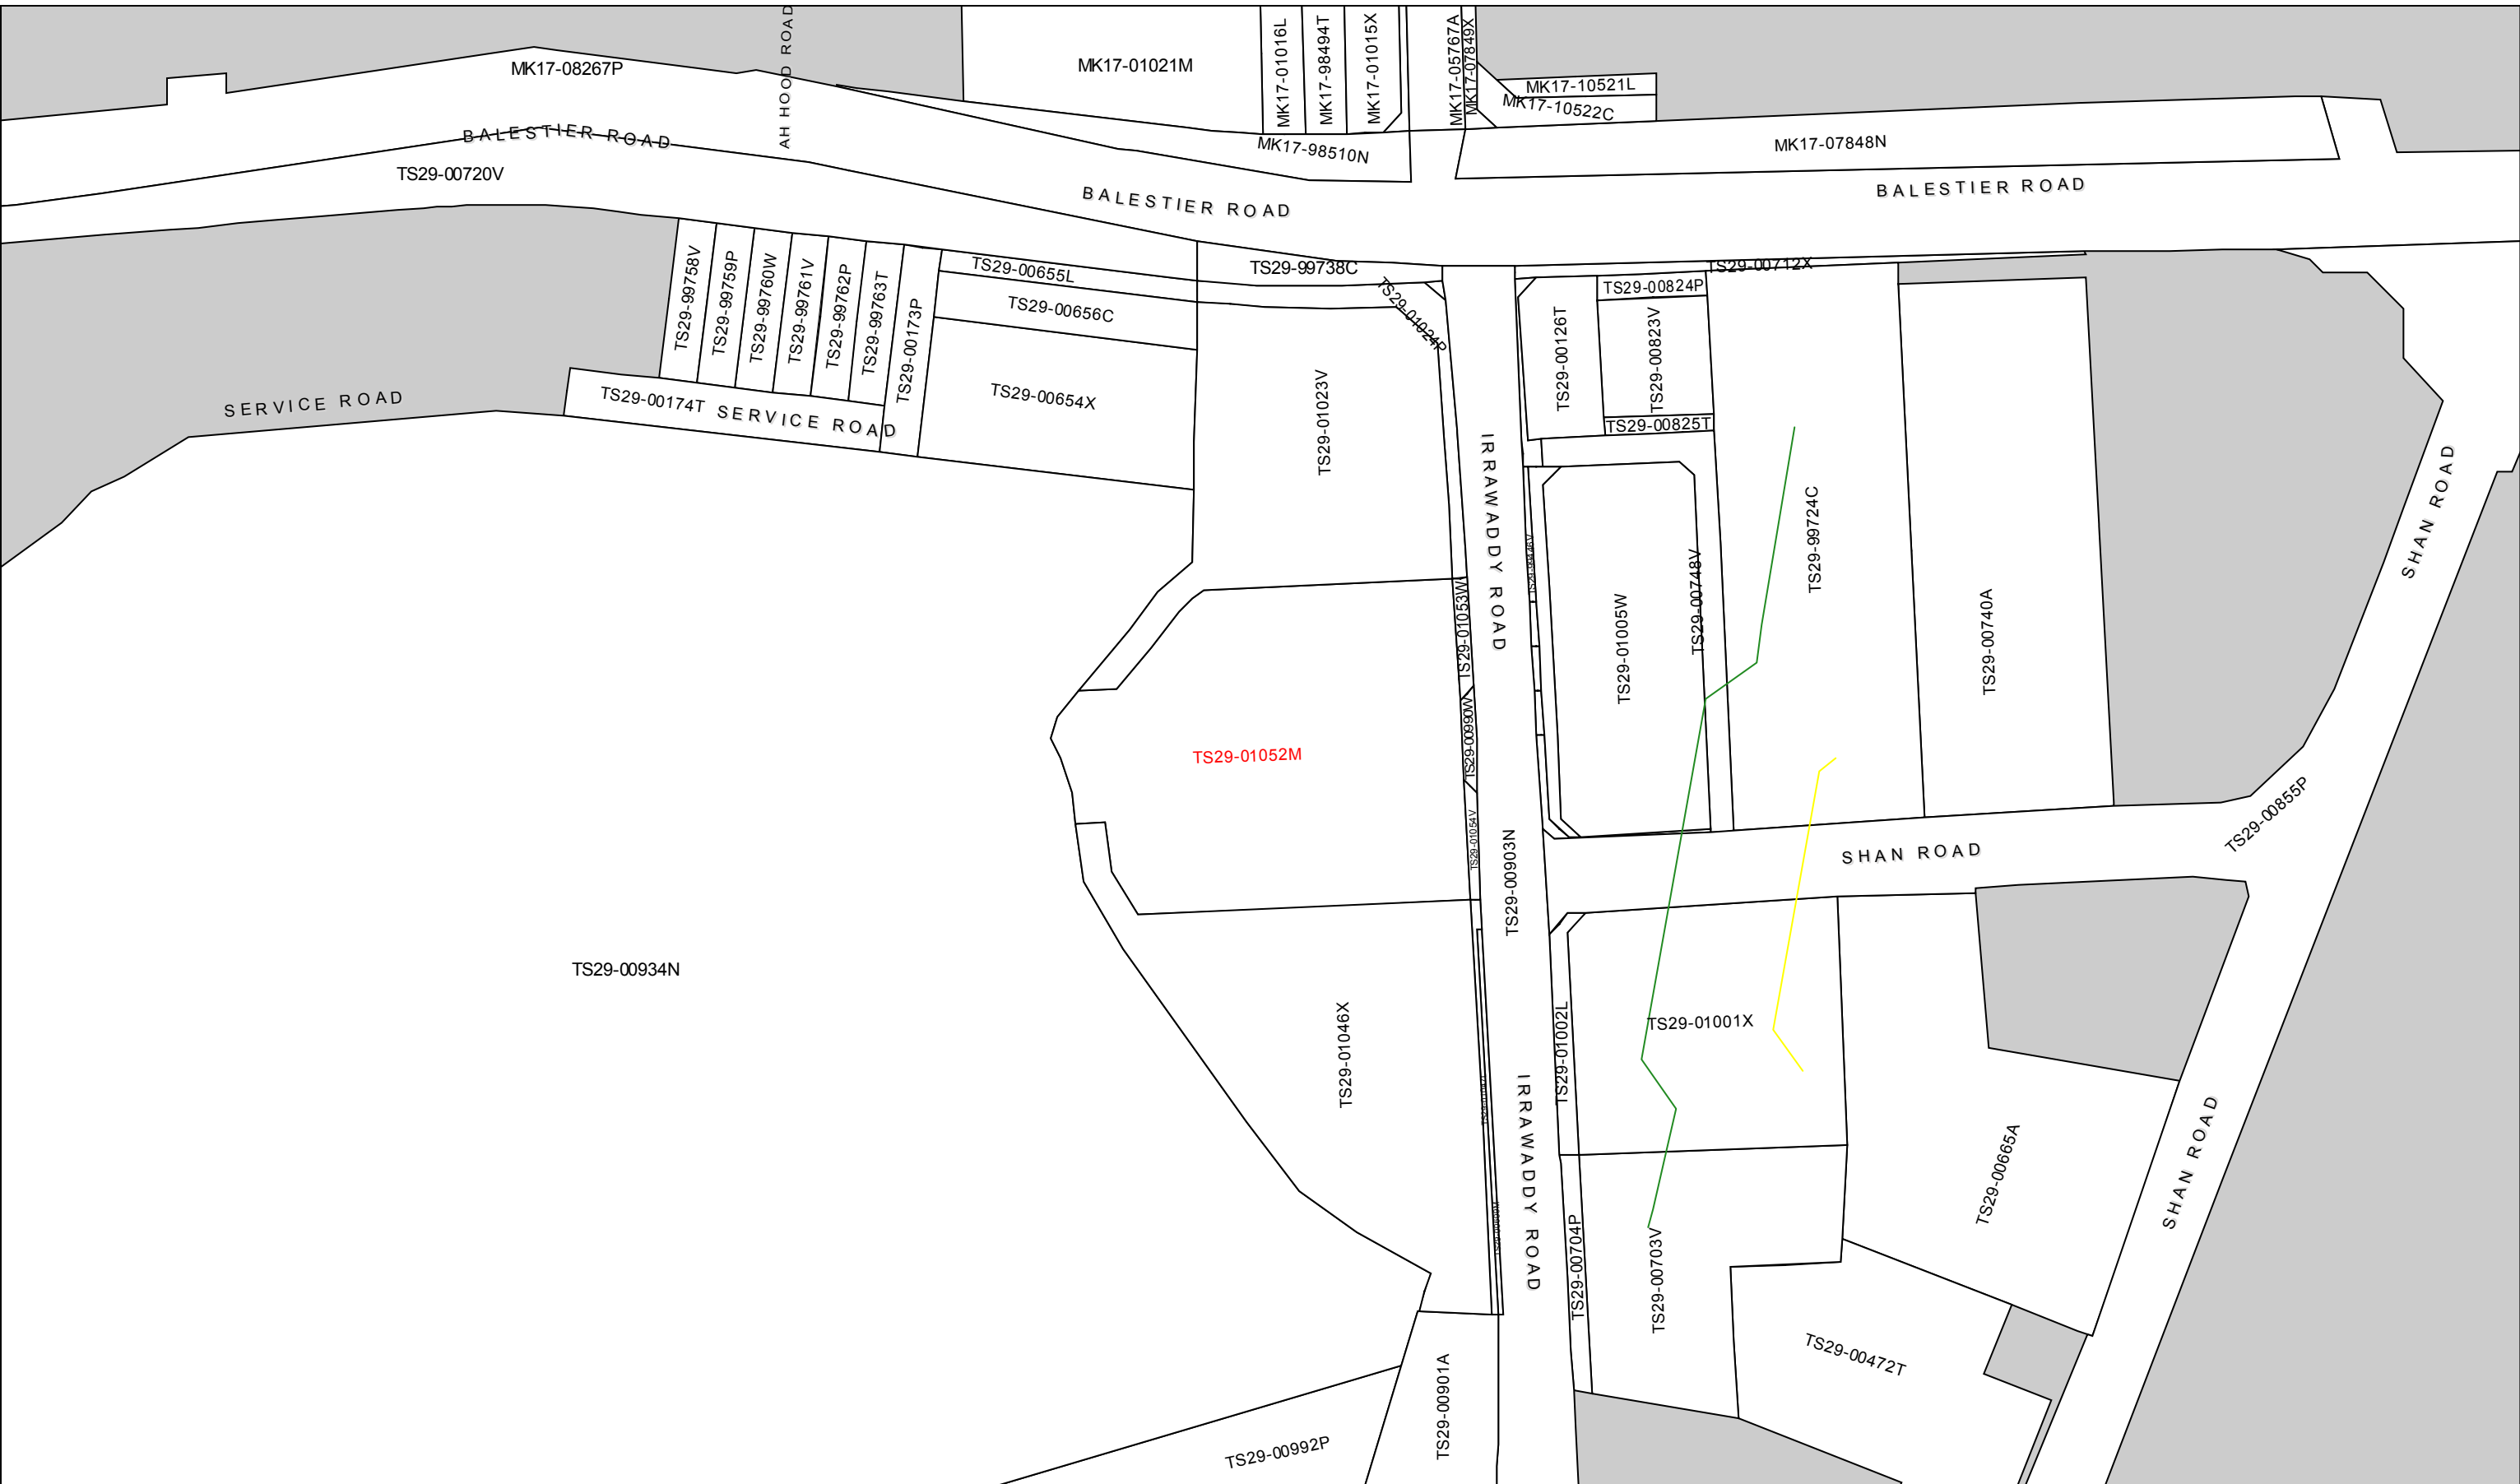 AH HOOD ROAD
MK17-08267P
MK17-01021M
MK17-01016L
MK17-98494T
MK17-01015X
MK17-05767A
MK17-07849X
MK17-10521L
MK17-10522C
BALESTIER ROAD
MK17-98510N
MK17-07848N
TS29-00720V
BALESTIER ROAD
BALESTIER ROAD
TS29-99758V
TS29-99759P
TS29-99760W
TS29-99761V
TS29-99762P
TS29-99763T
TS29-00173P
TS29-00655L
TS29-00656C
TS29-99738C
TS29-01024P
TS29-00712X
TS29-00824P
TS29-00126T
TS29-00823V
TS29-00825T
SERVICE ROAD
TS29-00174T
SERVICE ROAD
TS29-00654X
TS29-01023V
IRRAWADDY ROAD
TS29-99724C
SHAN ROAD
TS29-01053W
TS29-01005W
TS29-00748V
TS29-00740A
TS29-01052M
TS29-00990W
TS29-01054V
TS29-00903N
SHAN ROAD
TS29-00855P
TS29-00934N
TS29-01046X
TS29-01002L
TS29-01001X
IRRAWADDY ROAD
TS29-00665A
SHAN ROAD
TS29-00704P
TS29-00703V
TS29-00472T
TS29-00901A
TS29-00992P